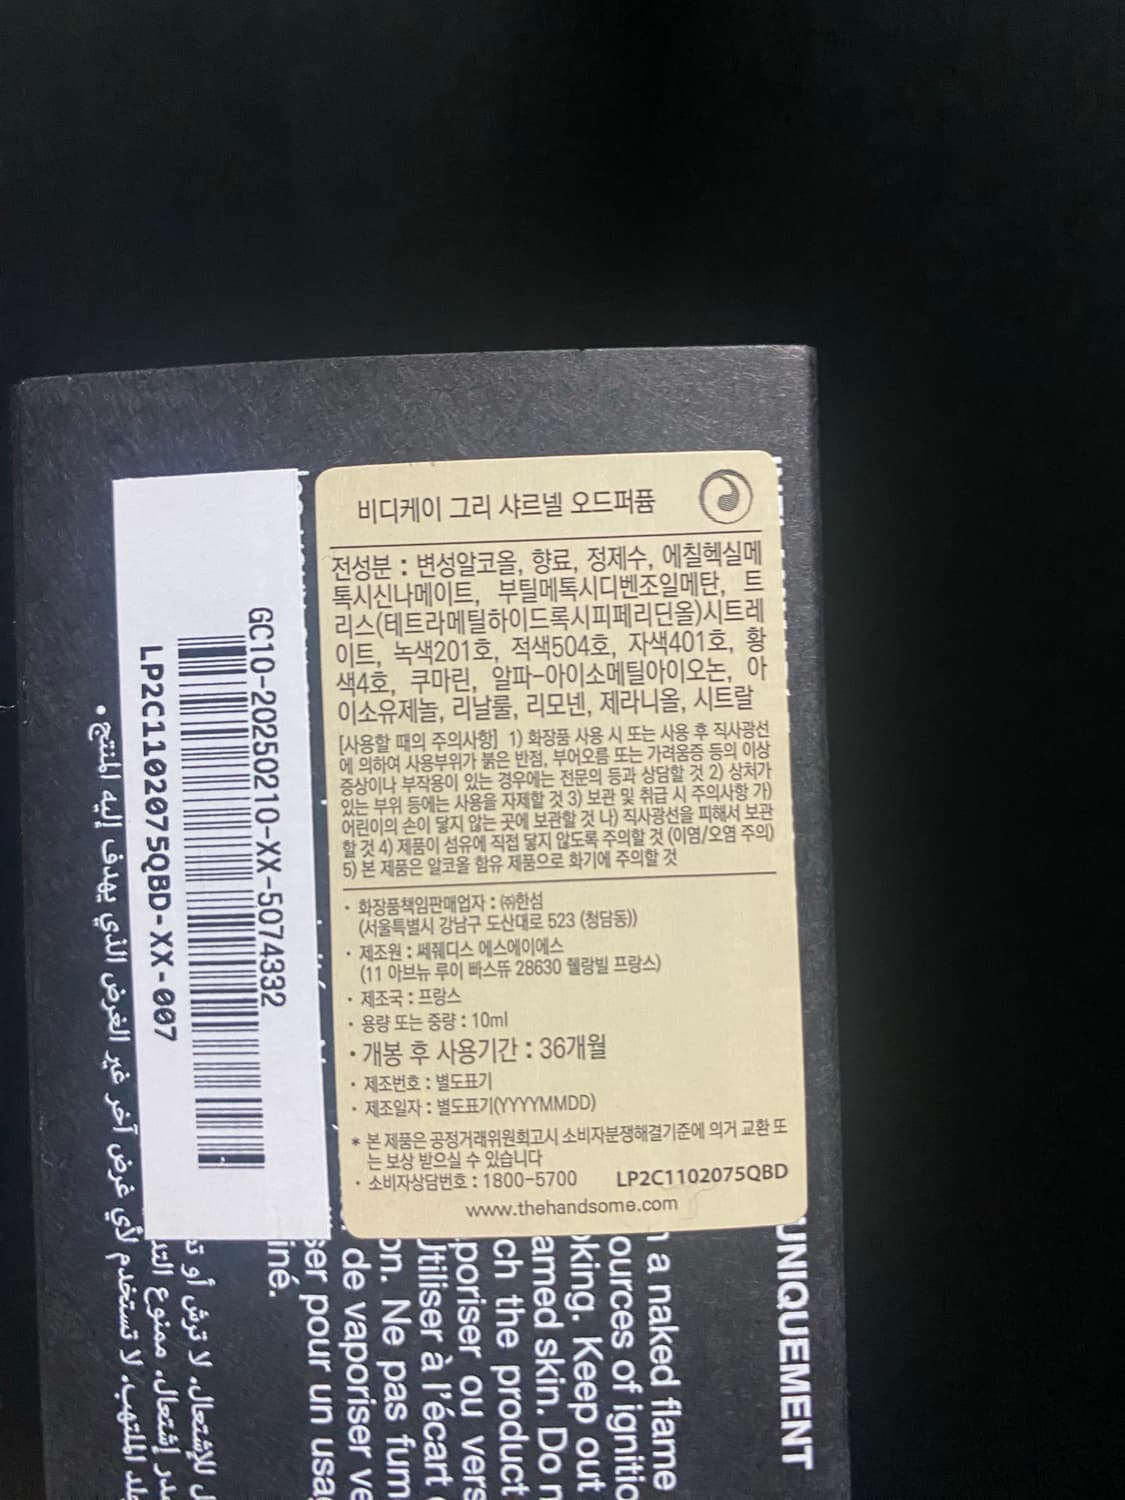 비디케이 그리 샤르넬 오드퍼퓸
전성분 : 변성알코올, 향료, 정제수, 에칠헥실메
톡시신나메이트, 부틸메톡시디벤조일메탄, 트
리스(테트라메틸하이드록시피페리딘올)시트레
이트, 녹색201호, 적색504호, 자색401호, 황
색4호, 쿠마린, 알파-아이소메틸아이오논, 아
이소유제놀, 리날룰, 리모넨, 제라니올, 시트랄
[사용할 때의 주의사항] 1) 화장품 사용 시 또는 사용 후 직사광선
에 의하여 사용부위가 붉은 반점, 부어오름 또는 가려움증 등의 이상
증상이나 부작용이 있는 경우에는 전문의 등과 상담할 것 2) 상처가
있는 부위 등에는 사용을 자제할 것 3) 보관 및 취급 시 주의사항 가)
어린이의 손이 닿지 않는 곳에 보관할 것 나) 직사광선을 피해서 보관
할 것 4) 제품이 섬유에 직접 닿지 않도록 주의할 것 (이염/오염 주의)
5) 본 제품은 알코올 함유 제품으로 화기에 주의할 것
· 화장품책임판매업자 : ㈜한섬
(서울특별시 강남구 도산대로 523 (청담동))
· 제조원 : 쎄줴디스 에스에이에스
(11 아브뉴 루이 빠스뜌 28630 쥘랑빌 프랑스)
· 제조국 : 프랑스
· 용량 또는 중량 : 10ml
· 개봉 후 사용기간 : 36개월
· 제조번호 : 별도표기
· 제조일자 : 별도표기(YYYYMMDD)
* 본 제품은 공정거래위원회고시 소비자분쟁해결기준에 의거 교환 또
는 보상 받으실 수 있습니다
· 소비자상담번호 : 1800-5700 LP2C1102075QBD
www.thehandsome.com
GC10-20250210-XX-5074332
LP2C1102075QBD-XX-007
UNIQUEMENT
a naked flame
ources of ignitio
king. Keep out
amed skin. Do n
ch the product
poriser ou vers
Utiliser à l'écart
on. Ne pas fum
de vaporiser ve
ser pour un usa
iné.
ل للإشتعال. لا ترش أو
در إشتعال. ممنوع
جلد الملتهب. لا تستخدم لأي غرض آخر غير الغرض الذي يهدف إليه المنتج.